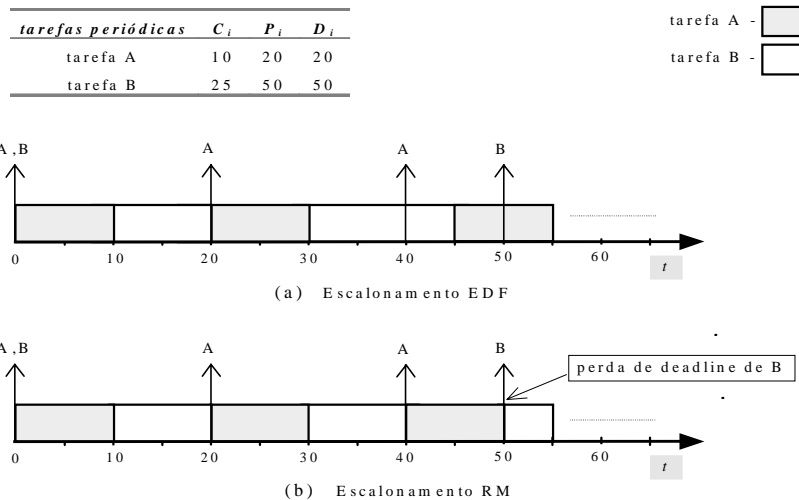 tarefas periódicas C i P i D i
tarefa A 10 20 20
tarefa B 25 50 50
tarefa A -
tarefa B -
A,B A A B
0 10 20 30 40 50 60
t
(a) Escalonamento EDF
A,B A A B
perda de deadline de B
0 10 20 30 40 50 60
t
(b) Escalonamento RM